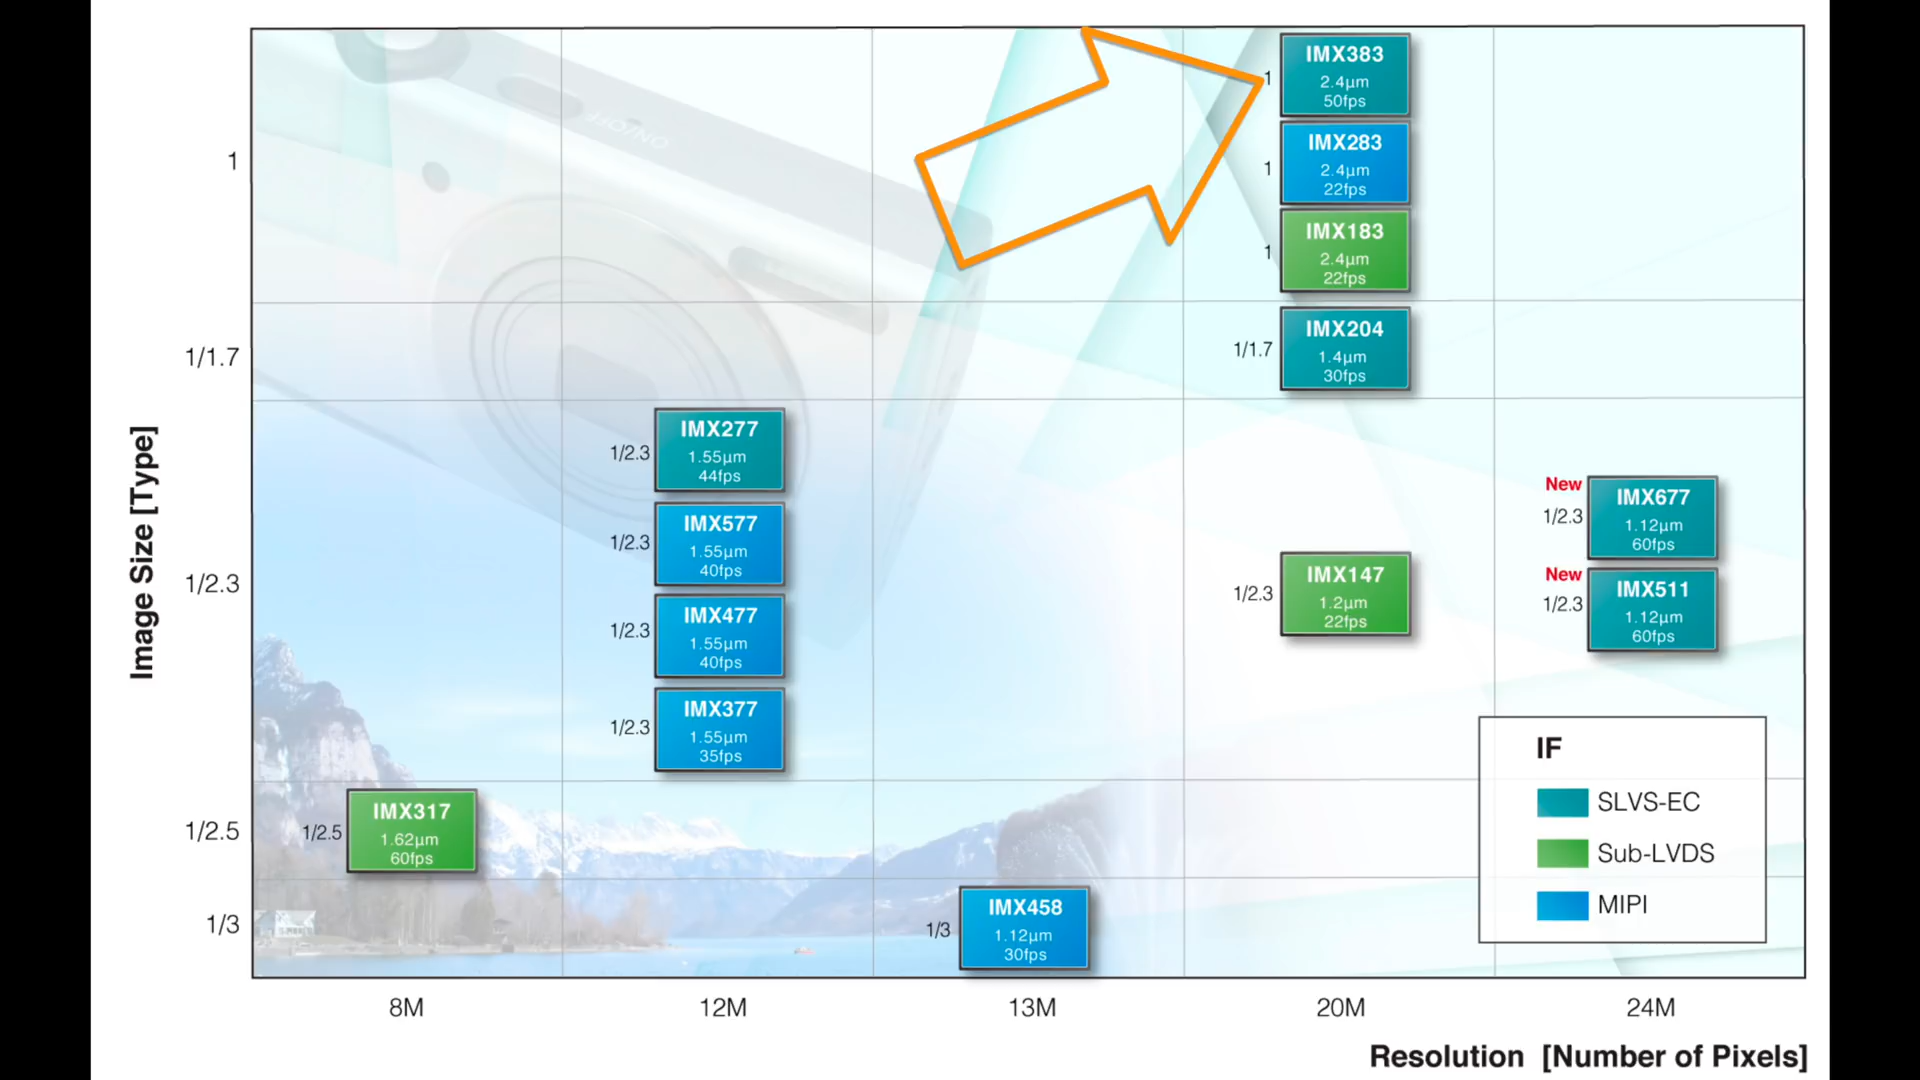 ON/OFF
1
IMX383
2.4µm
50fps
1
1
IMX283
2.4µm
22fps
1
IMX183
2.4µm
22fps
1/1.7
1/1.7
IMX204
1.4µm
30fps
Image Size [Type]
1/2.3
1/2.3
IMX277
1.55µm
44fps
1/2.3
IMX577
1.55µm
40fps
1/2.3
IMX477
1.55µm
40fps
1/2.3
IMX377
1.55µm
35fps
1/2.3
IMX147
1.2µm
22fps
New
1/2.3
IMX677
1.12µm
60fps
New
1/2.3
IMX511
1.12µm
60fps
1/2.5
1/2.5
IMX317
1.62µm
60fps
1/3
1/3
IMX458
1.12µm
30fps
IF
SLVS-EC
Sub-LVDS
MIPI
8M
12M
13M
20M
24M
Resolution [Number of Pixels]